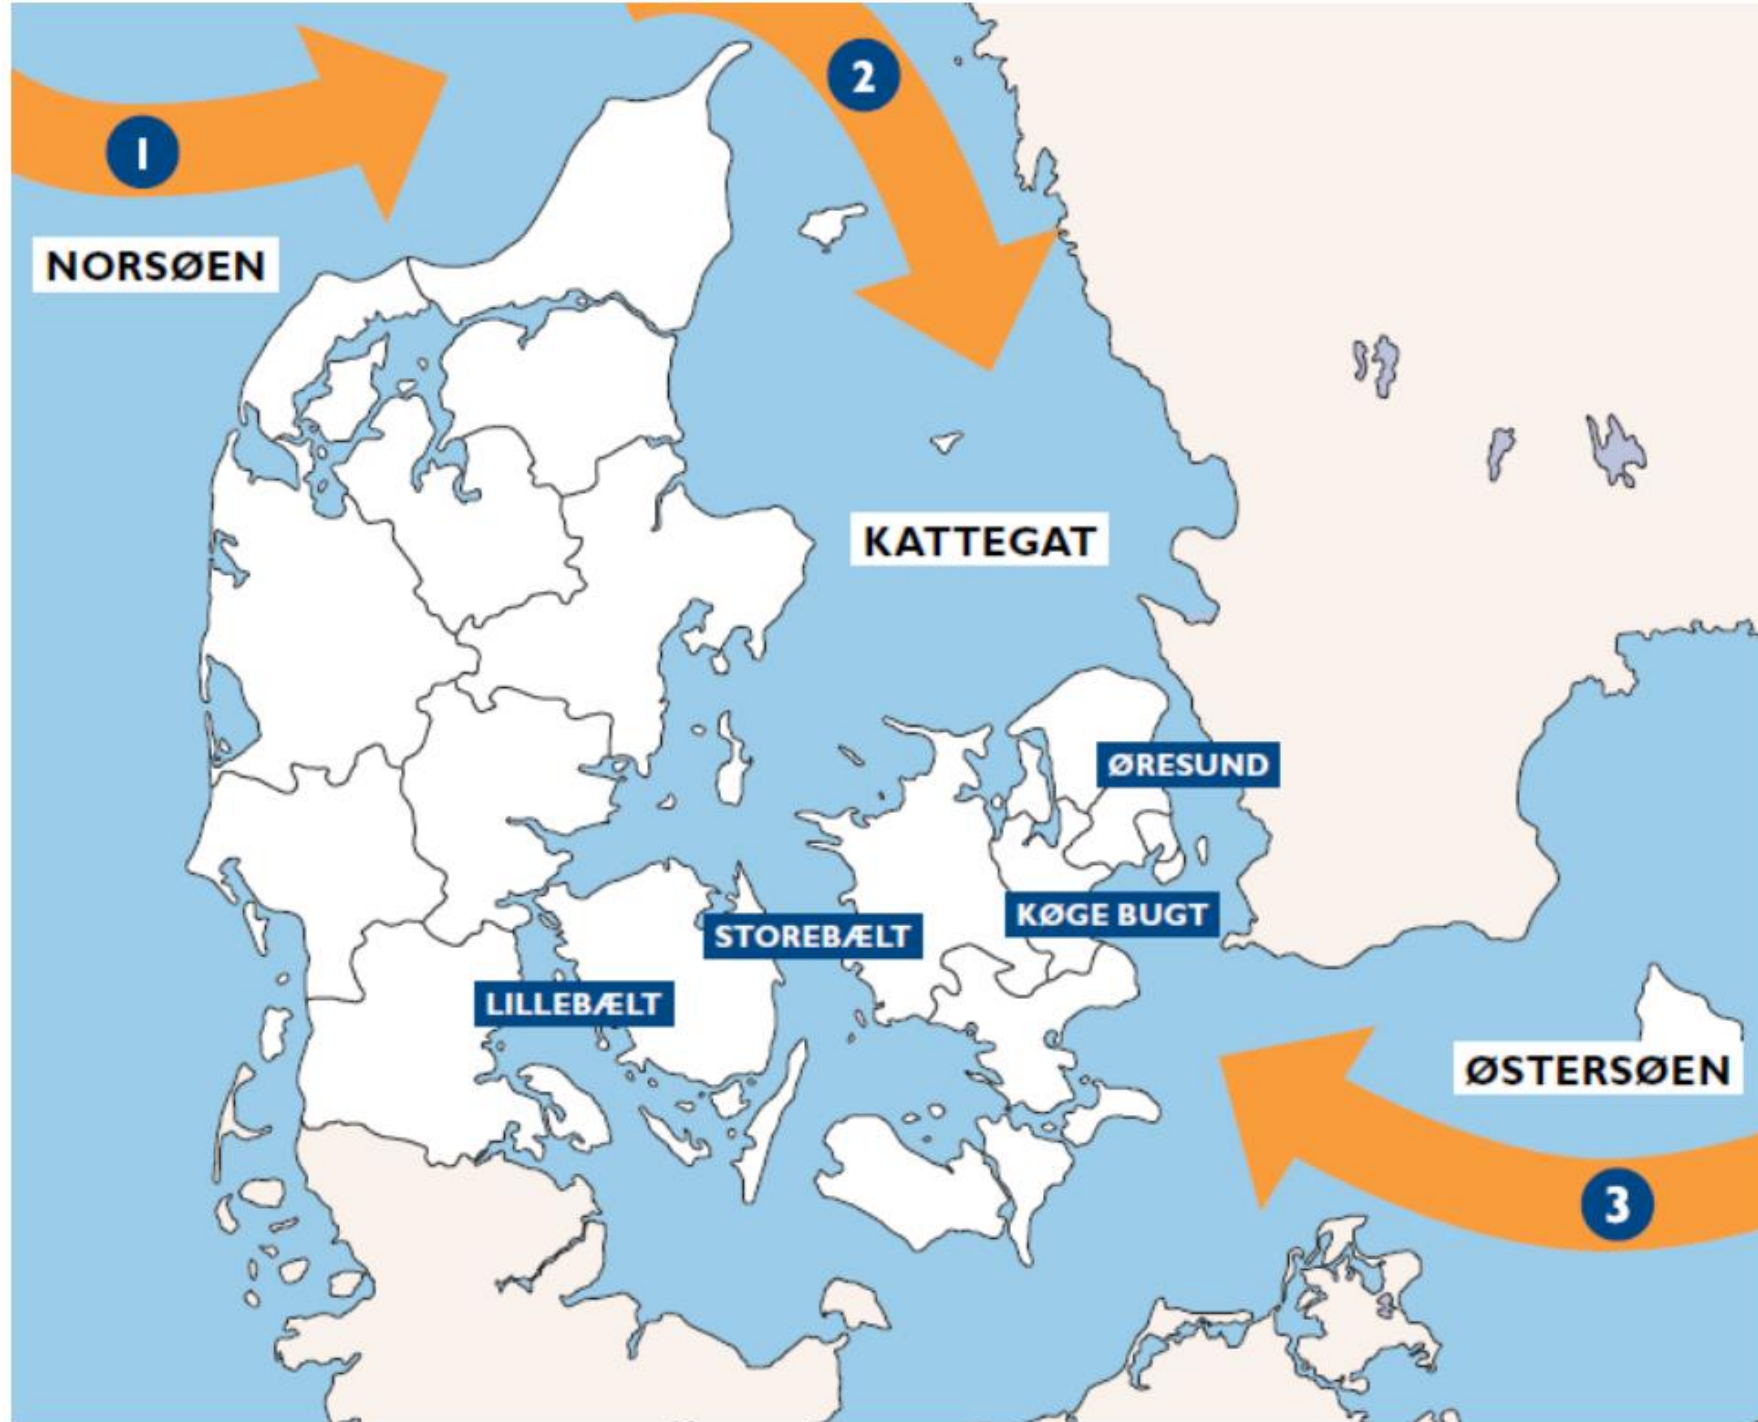 2
1
NORSØEN
KATTEGAT
ØRESUND
KØGE BUGT
STOREBÆLT
LILLEBÆLT
ØSTERSØEN
3